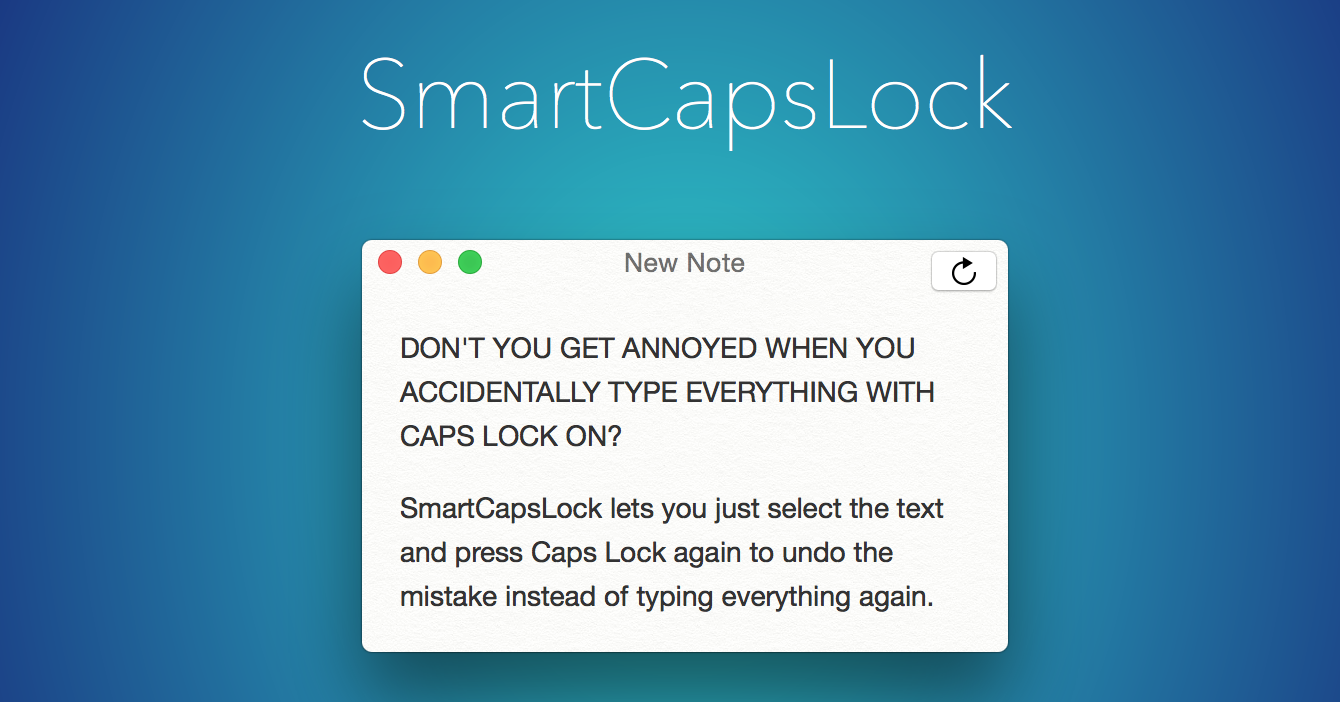 SmartCapsLock
New Note
DON'T YOU GET ANNOYED WHEN YOU
ACCIDENTALLY TYPE EVERYTHING WITH
CAPS LOCK ON?
SmartCapsLock lets you just select the text
and press Caps Lock again to undo the
mistake instead of typing everything again.